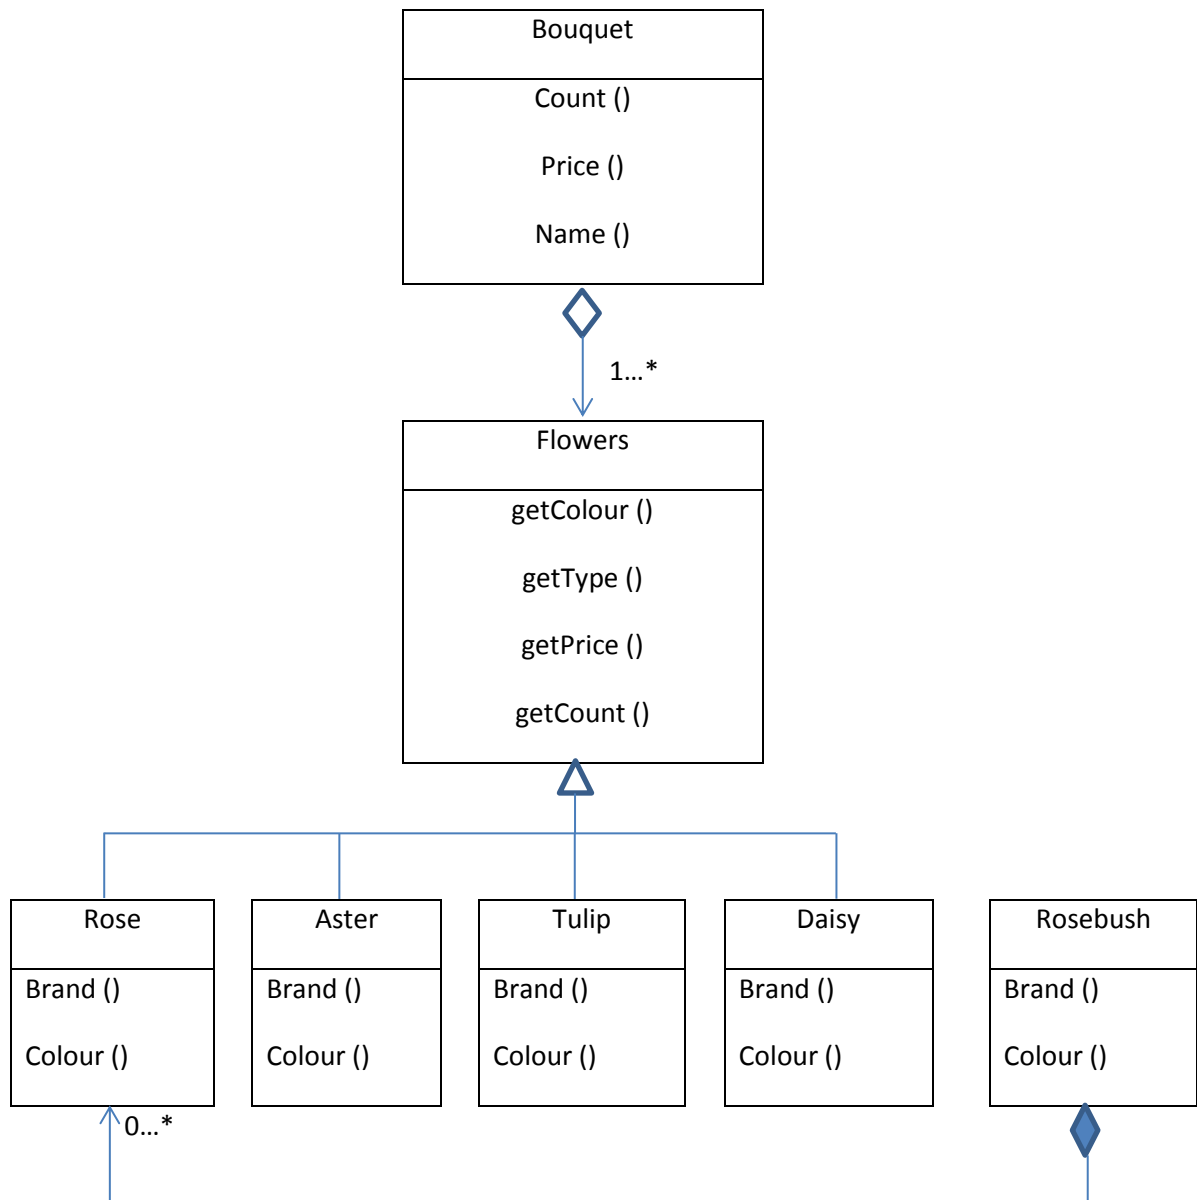 Bouquet
Count ()
Price ()
Name ()
1...*
Flowers
getColour ()
getType ()
getPrice ()
getCount ()
Rose
Brand ()
Colour ()
Aster
Brand ()
Colour ()
Tulip
Brand ()
Colour ()
Daisy
Brand ()
Colour ()
Rosebush
Brand ()
Colour ()
0...*